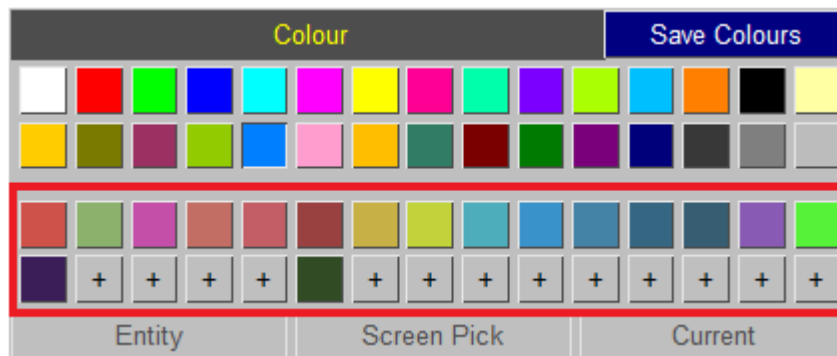 Colour Save Colours
+ + + + + + + + + + + + +
Entity Screen Pick Current